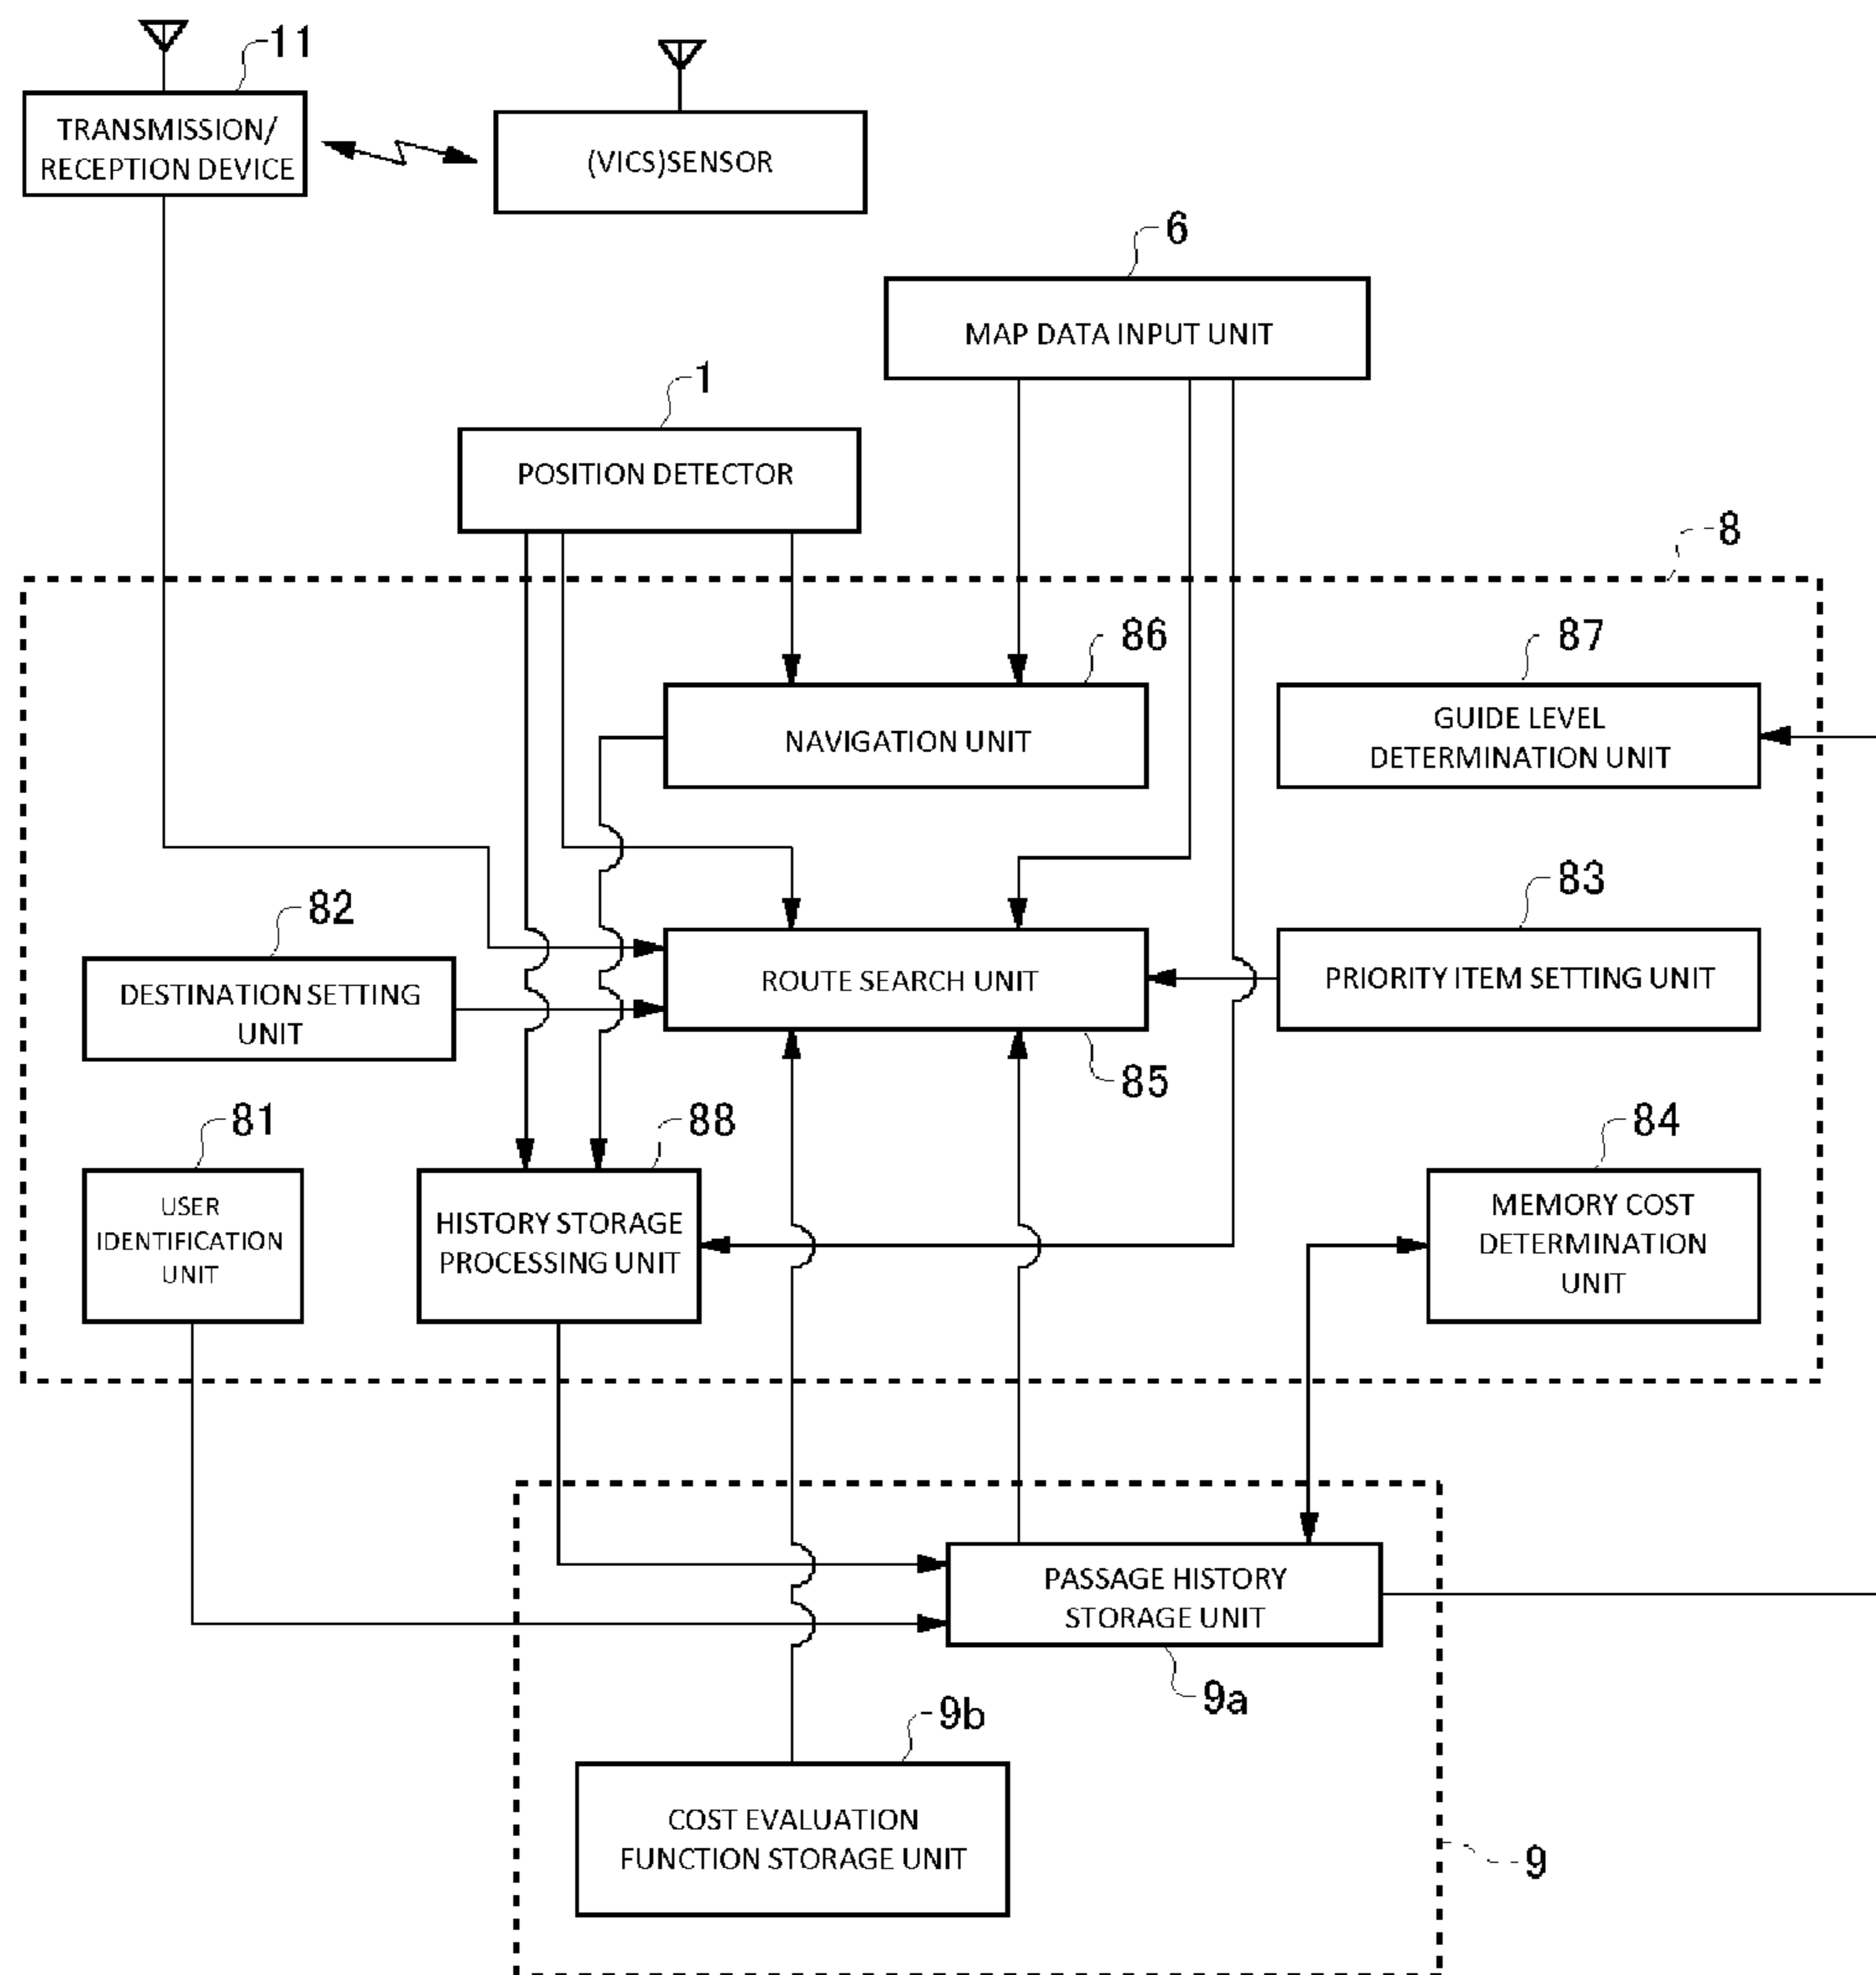 11
TRANSMISSION/
RECEPTION DEVICE
(VICS)SENSOR
6
MAP DATA INPUT UNIT
1
POSITION DETECTOR
8
86
NAVIGATION UNIT
87
GUIDE LEVEL
DETERMINATION UNIT
82
DESTINATION SETTING
UNIT
ROUTE SEARCH UNIT
85
83
PRIORITY ITEM SETTING UNIT
81
USER
IDENTIFICATION
UNIT
88
HISTORY STORAGE
PROCESSING UNIT
84
MEMORY COST
DETERMINATION
UNIT
PASSAGE HISTORY
STORAGE UNIT
9a
9b
COST EVALUATION
FUNCTION STORAGE UNIT
9